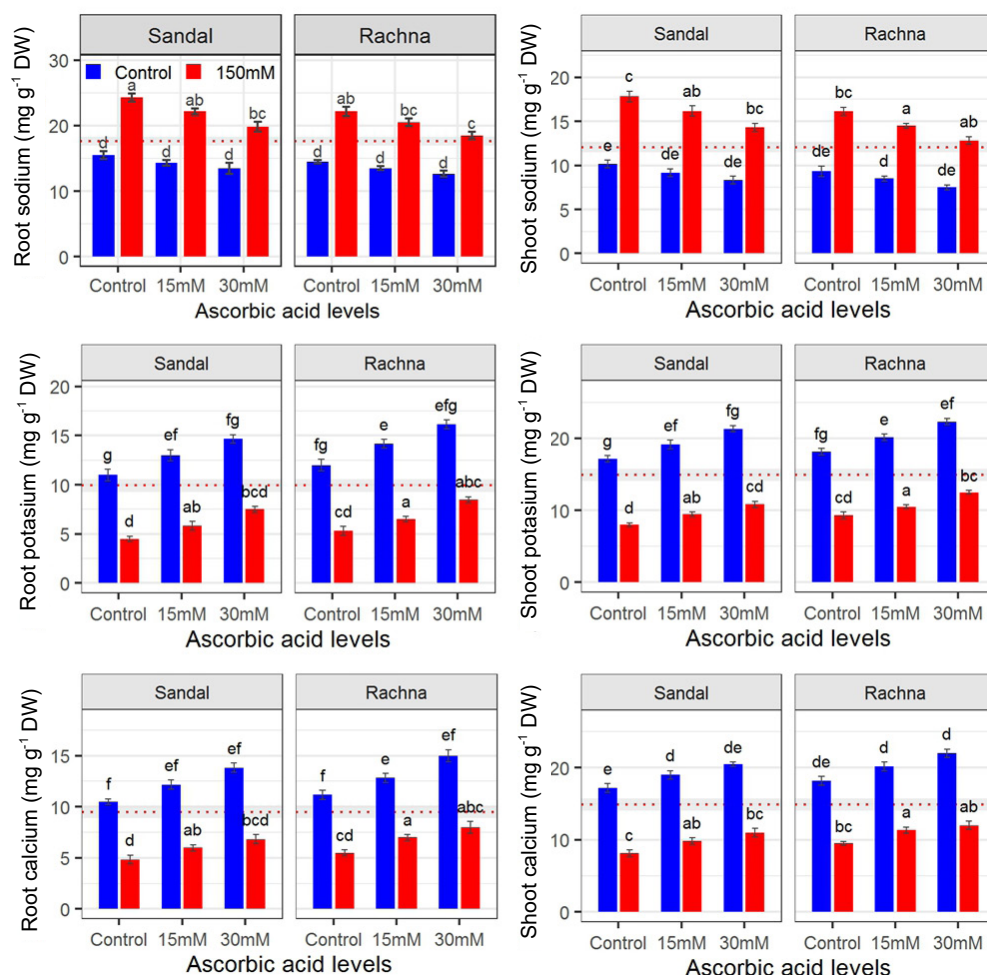 Sandal Rachna
Root sodium (mg g⁻¹ DW)
30
20
10
0
Control 150mM
a ab bc ab bc c
d d d d d d
Control 15mM 30mM Control 15mM 30mM
Ascorbic acid levels
Sandal Rachna
Shoot sodium (mg g⁻¹ DW)
20
15
10
5
0
c ab bc bc a ab
e de de de d de
Control 15mM 30mM Control 15mM 30mM
Ascorbic acid levels
Sandal Rachna
Root potasium (mg g⁻¹ DW)
20
15
10
5
0
g ef fg fg e efg
d ab bcd cd a abc
Control 15mM 30mM Control 15mM 30mM
Ascorbic acid levels
Sandal Rachna
Shoot potasium (mg g⁻¹ DW)
20
10
0
g ef fg fg e ef
d ab cd cd a bc
Control 15mM 30mM Control 15mM 30mM
Ascorbic acid levels
Sandal Rachna
Root calcium (mg g⁻¹ DW)
15
10
5
0
f ef ef f e ef
d ab bcd cd a abc
Control 15mM 30mM Control 15mM 30mM
Ascorbic acid levels
Sandal Rachna
Shoot calcium (mg g⁻¹ DW)
20
10
0
e d de de d d
c ab bc bc a ab
Control 15mM 30mM Control 15mM 30mM
Ascorbic acid levels